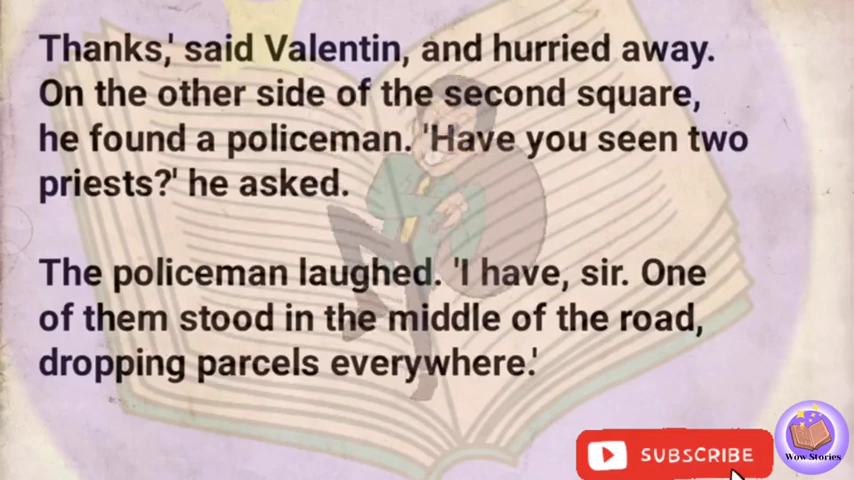 Thanks,' said Valentin, and hurried away.
On the other side of the second square,
he found a policeman. 'Have you seen two
priests?' he asked.
The policeman laughed. 'I have, sir. One
of them stood in the middle of the road,
dropping parcels everywhere.'
SUBSCRIBE
Wow Stories